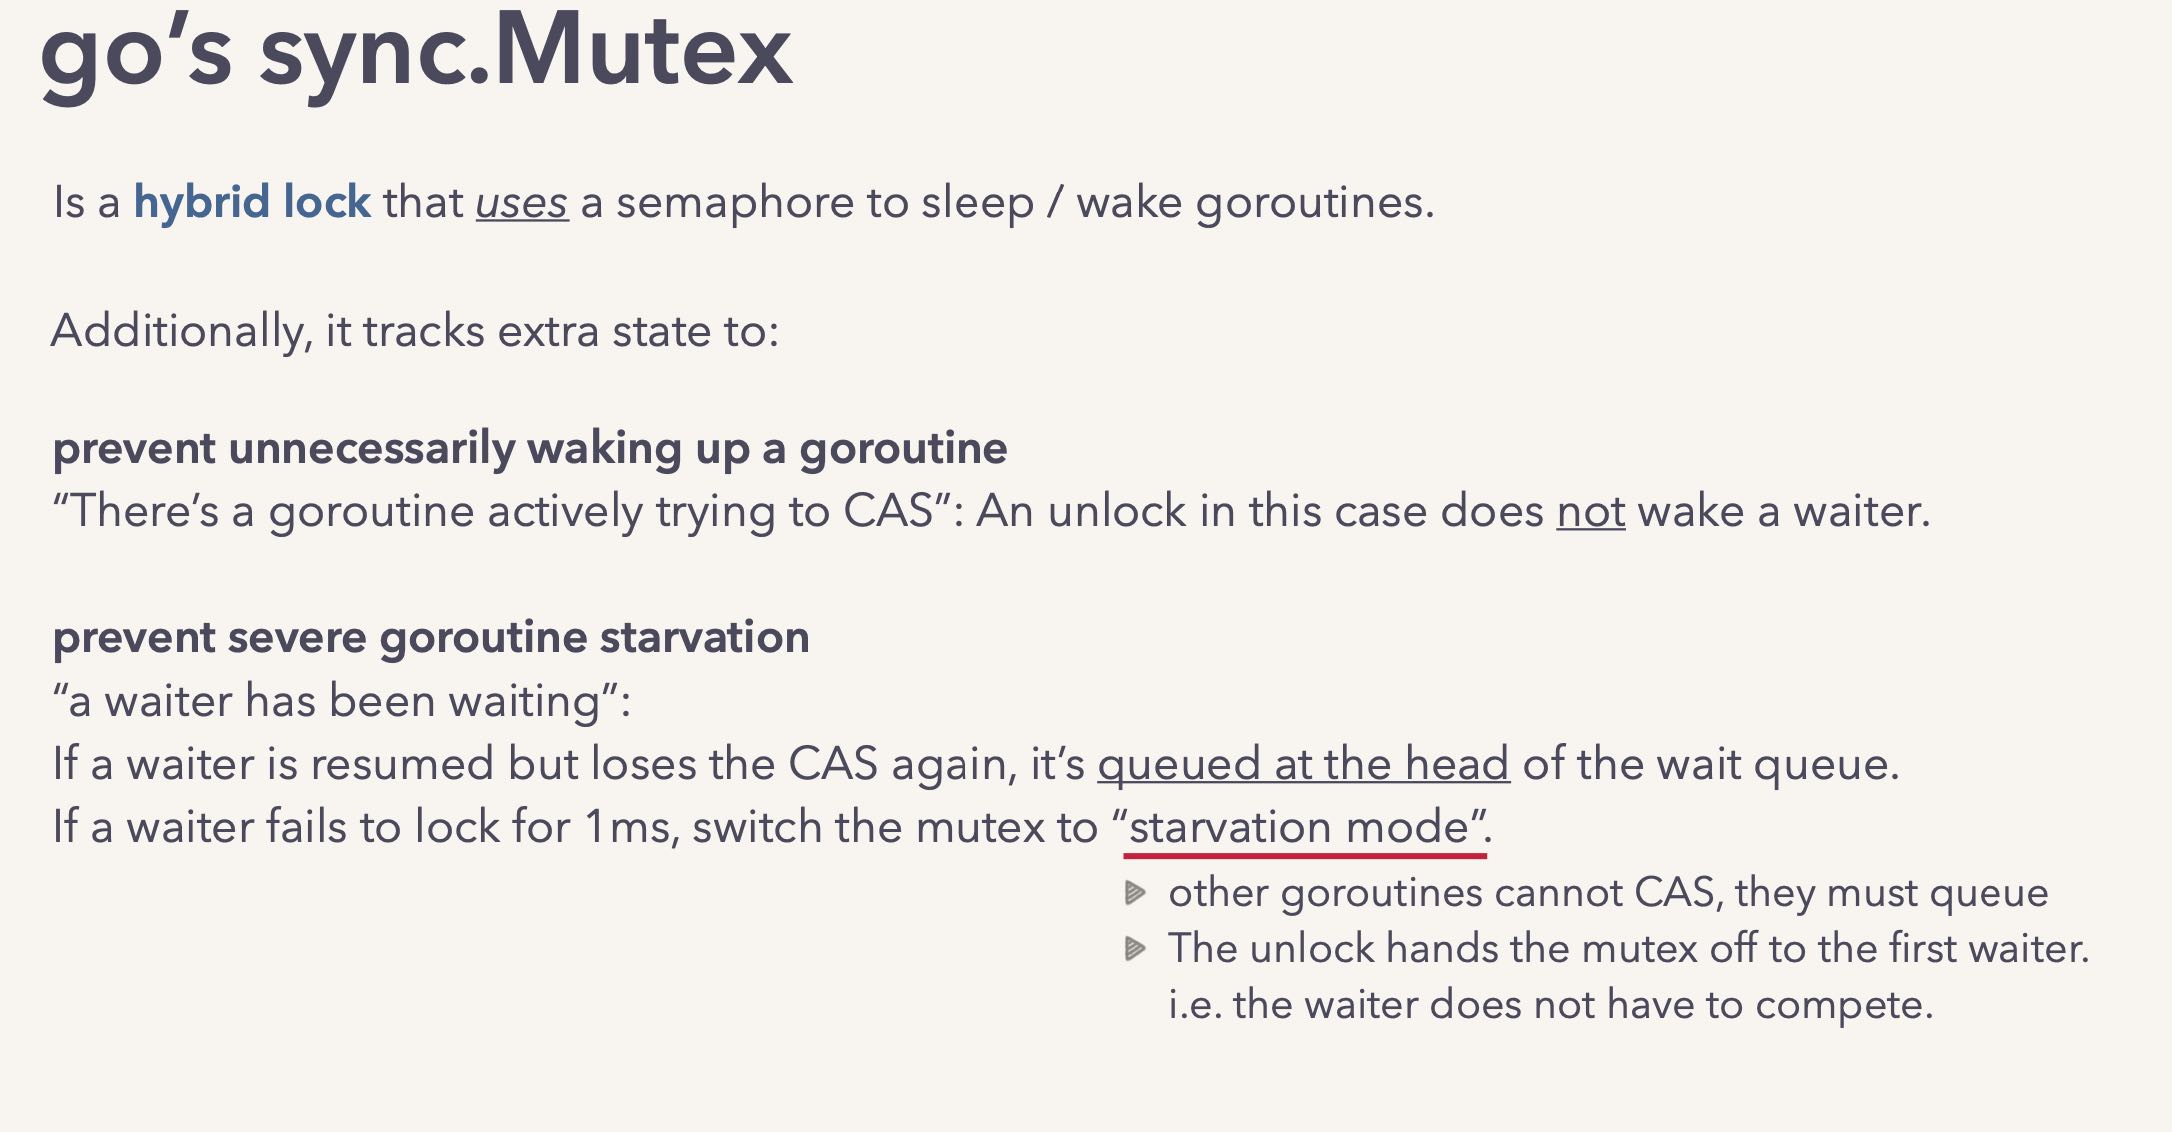 go’s sync.Mutex
Is a hybrid lock that uses a semaphore to sleep / wake goroutines.
Additionally, it tracks extra state to:
prevent unnecessarily waking up a goroutine
“There’s a goroutine actively trying to CAS”: An unlock in this case does not wake a waiter.
prevent severe goroutine starvation
“a waiter has been waiting”:
If a waiter is resumed but loses the CAS again, it’s queued at the head of the wait queue.
If a waiter fails to lock for 1ms, switch the mutex to “starvation mode”.
other goroutines cannot CAS, they must queue
The unlock hands the mutex off to the first waiter.
i.e. the waiter does not have to compete.